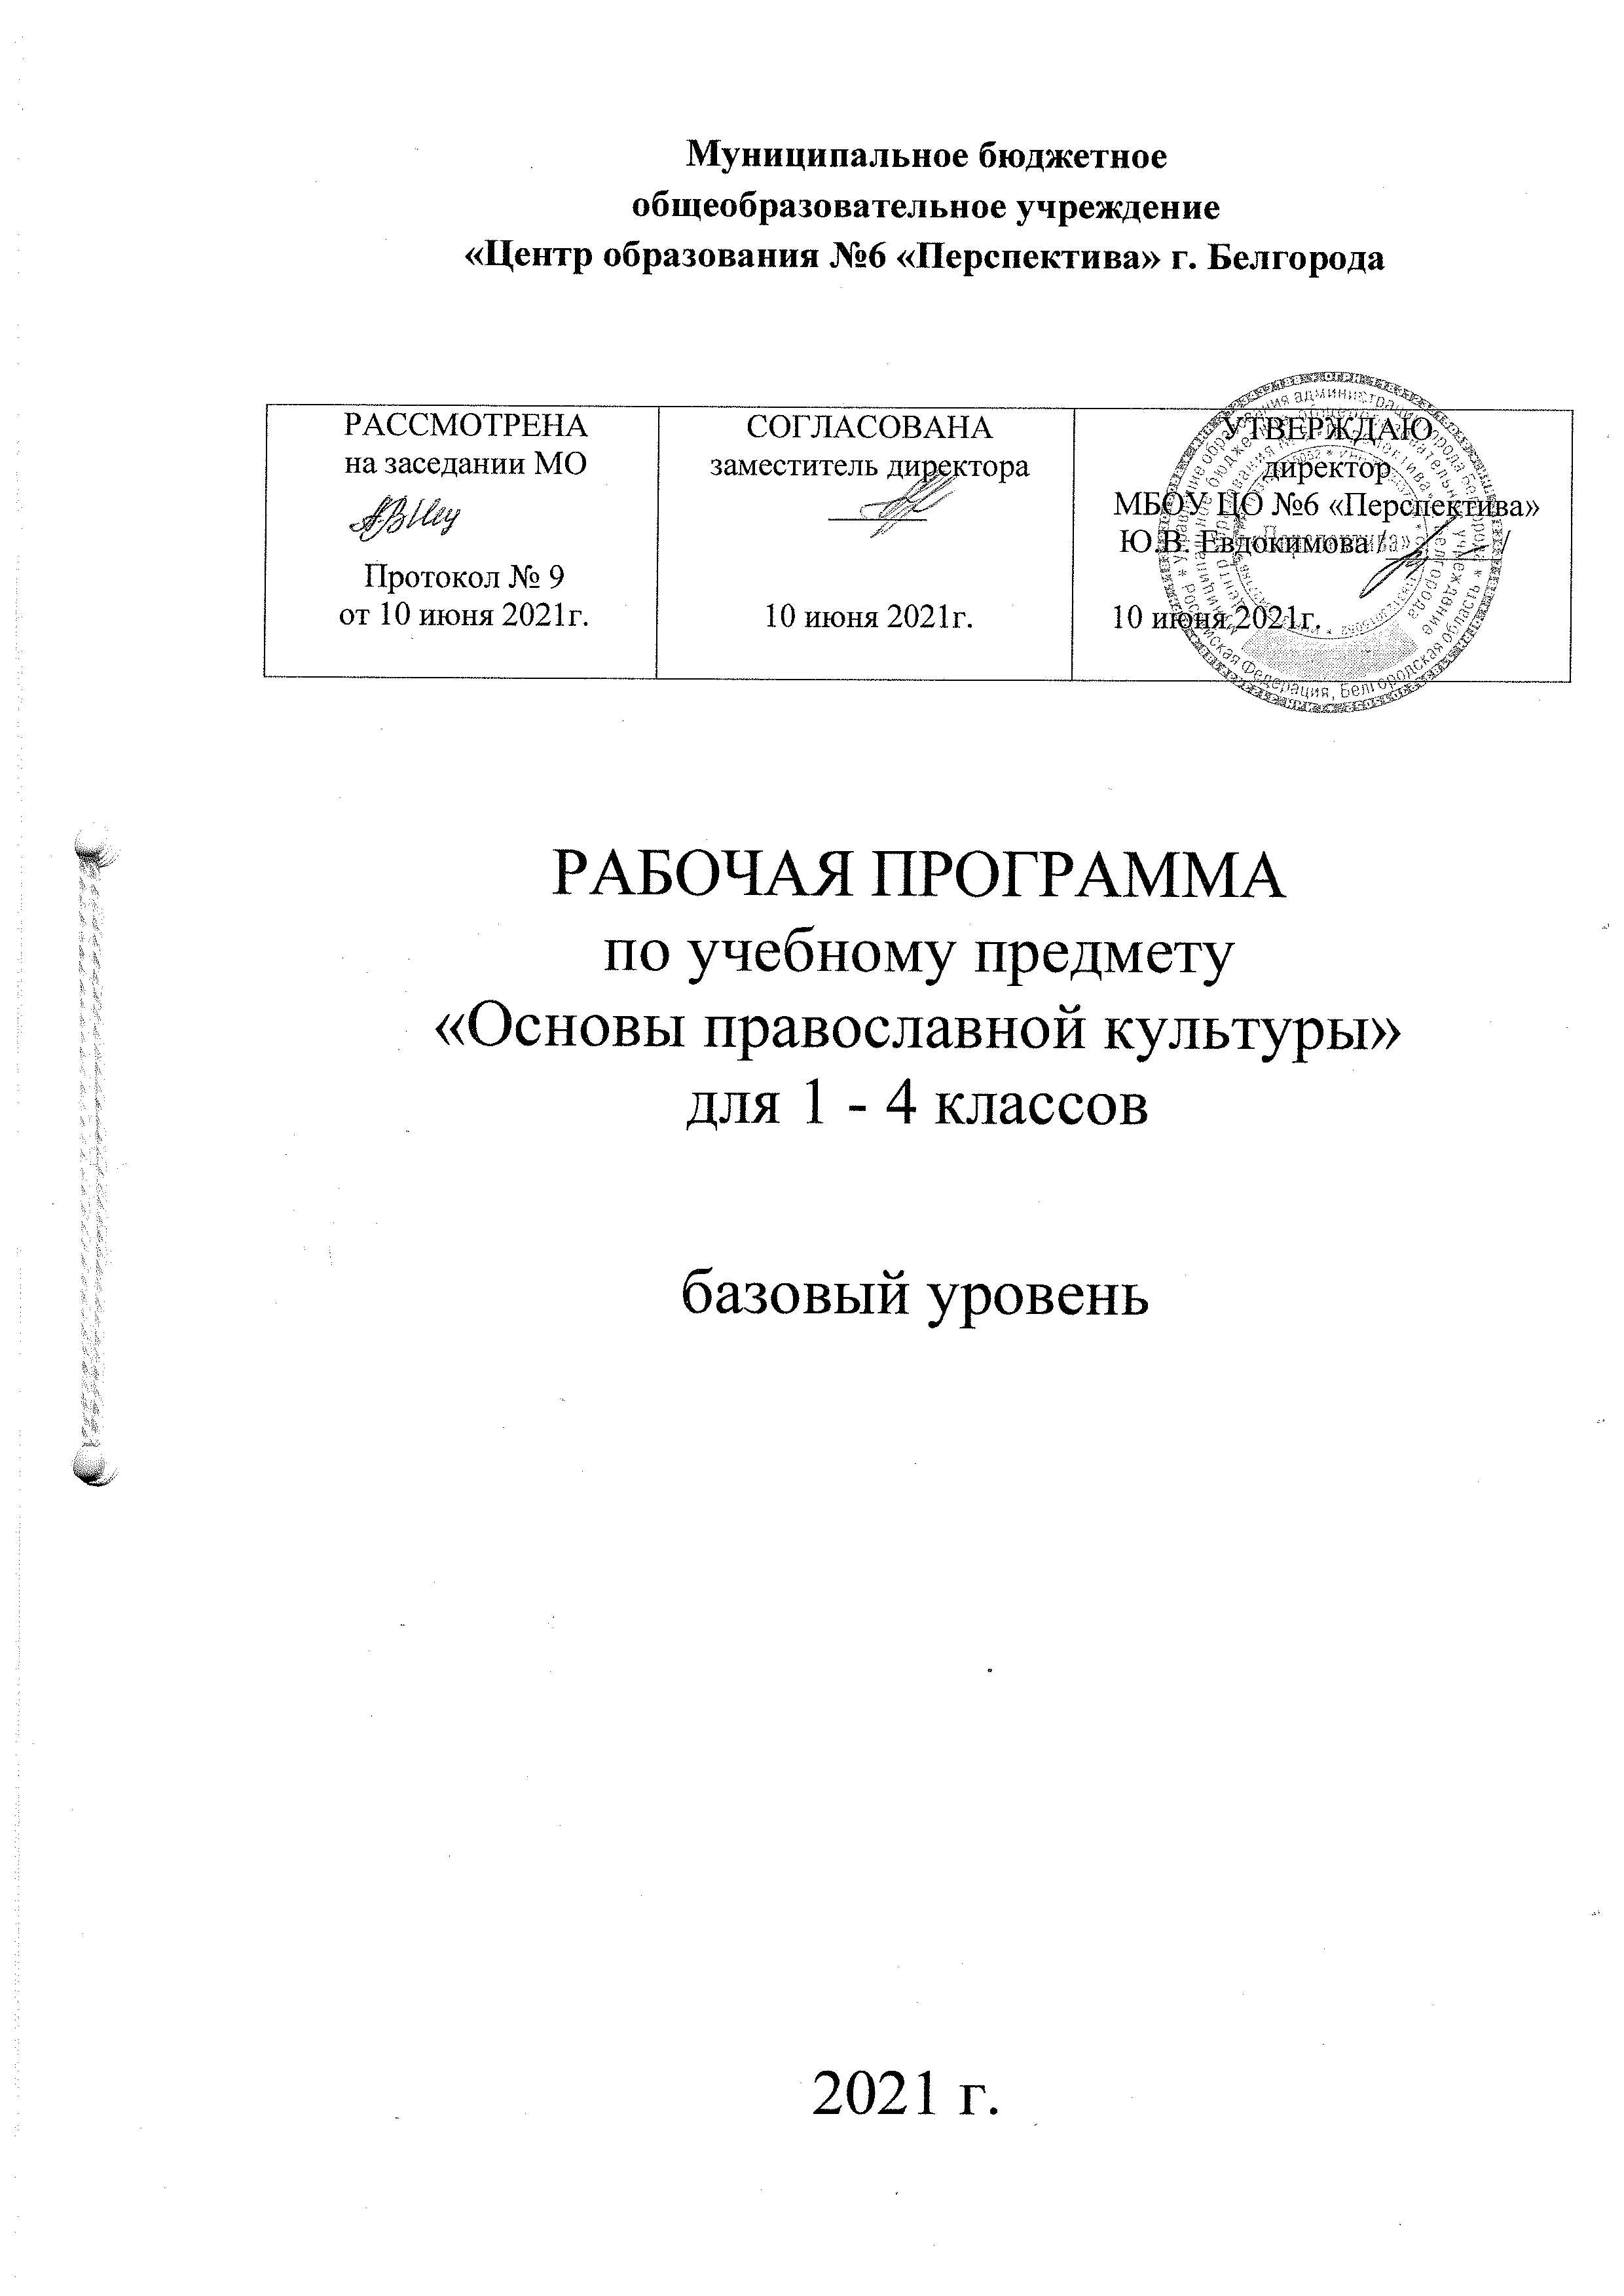 Муниципальное бюджетное
общеобразовательное учреждение
«Центр образования №6 «Перспектива» г. Белгорода
РАССМОТРЕНА
на заседании МО
Протокол № 9
от 10 июня 2021г.
СОГЛАСОВАНА
заместитель директора
10 июня 2021г.
УТВЕРЖДАЮ
директор
МБОУ ЦО №6 «Перспектива»
Ю.В. Евдокимова / /
10 июня 2021г.
РАБОЧАЯ ПРОГРАММА
по учебному предмету
«Основы православной культуры»
для 1 - 4 классов
базовый уровень
2021 г.